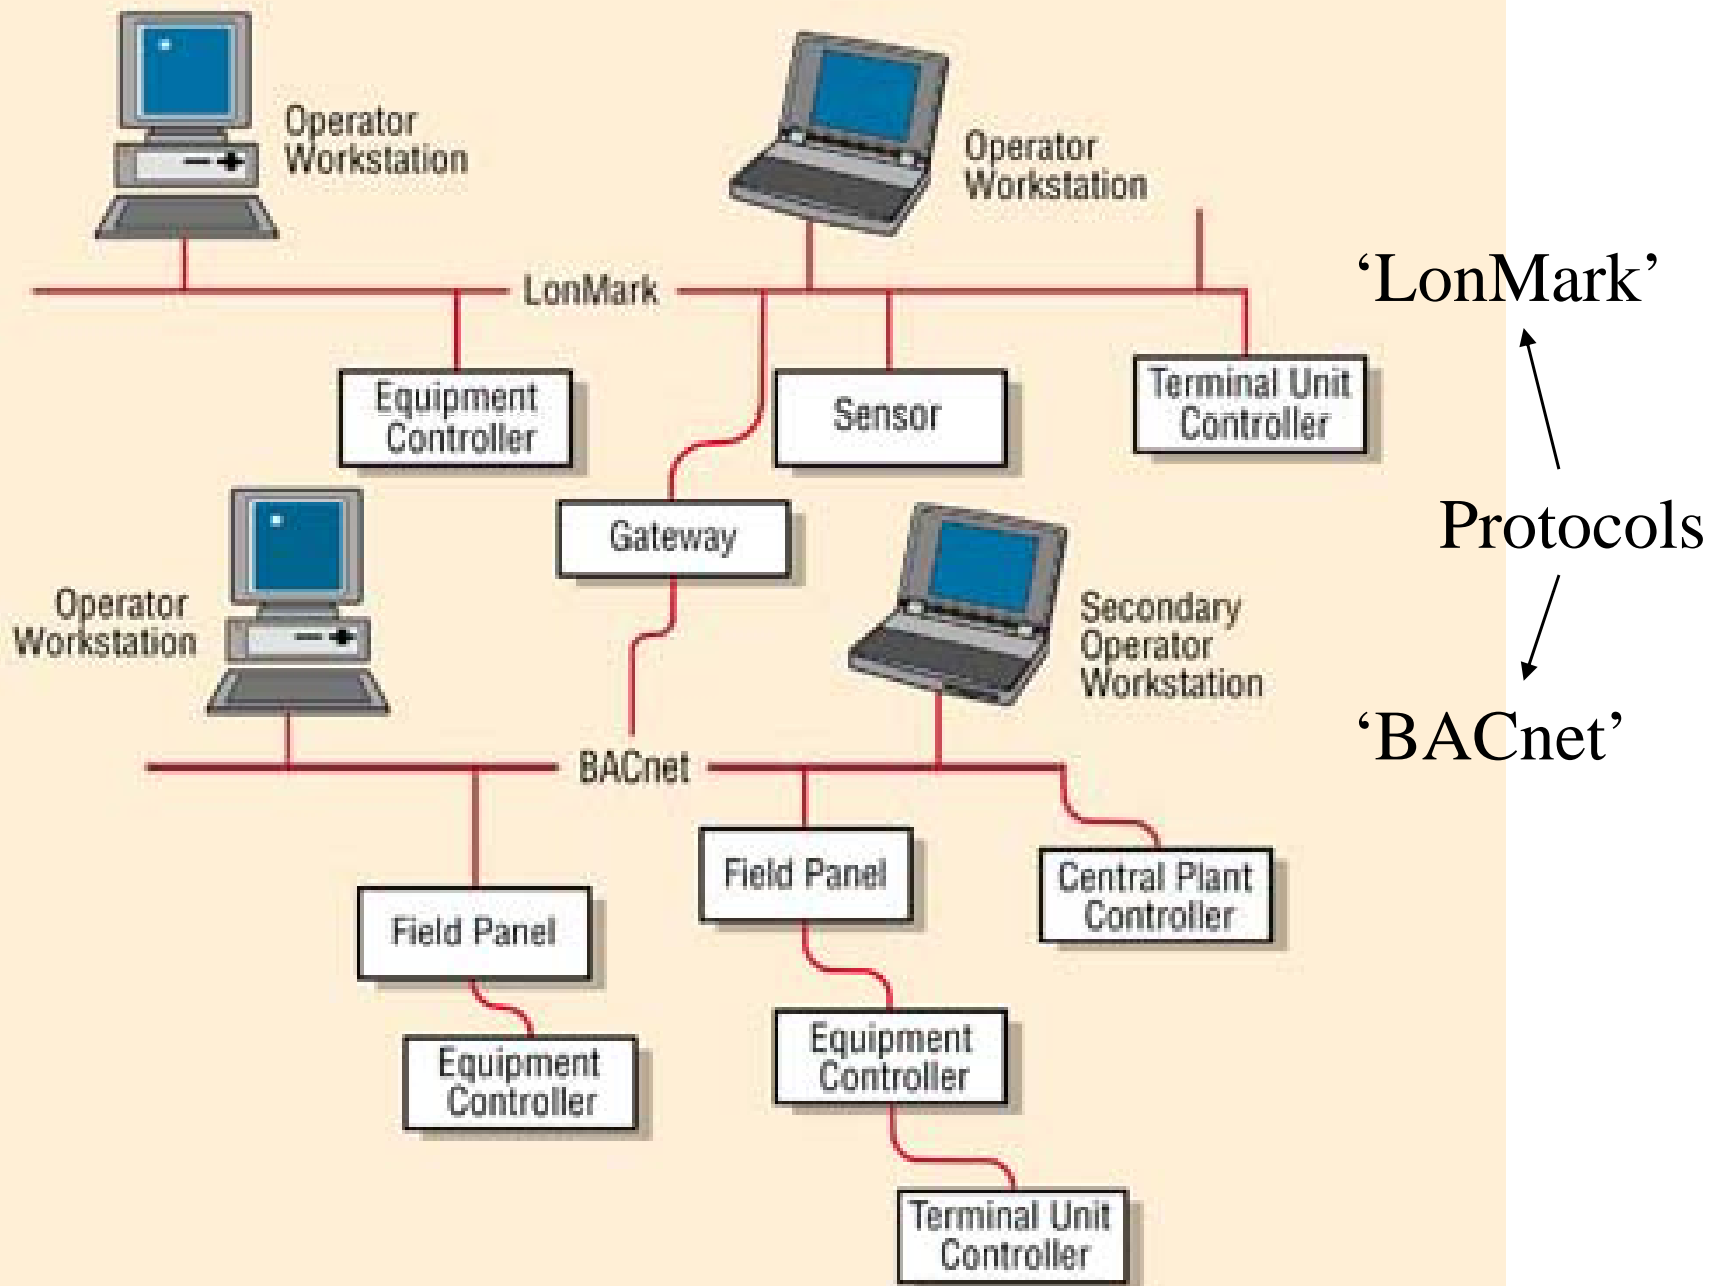 Operator
Workstation
Operator
Workstation
LonMark
‘LonMark’
Equipment
Controller
Sensor
Terminal Unit
Controller
Gateway
Protocols
Operator
Workstation
Secondary
Operator
Workstation
BACnet
‘BACnet’
Field Panel
Field Panel
Central Plant
Controller
Equipment
Controller
Equipment
Controller
Terminal Unit
Controller